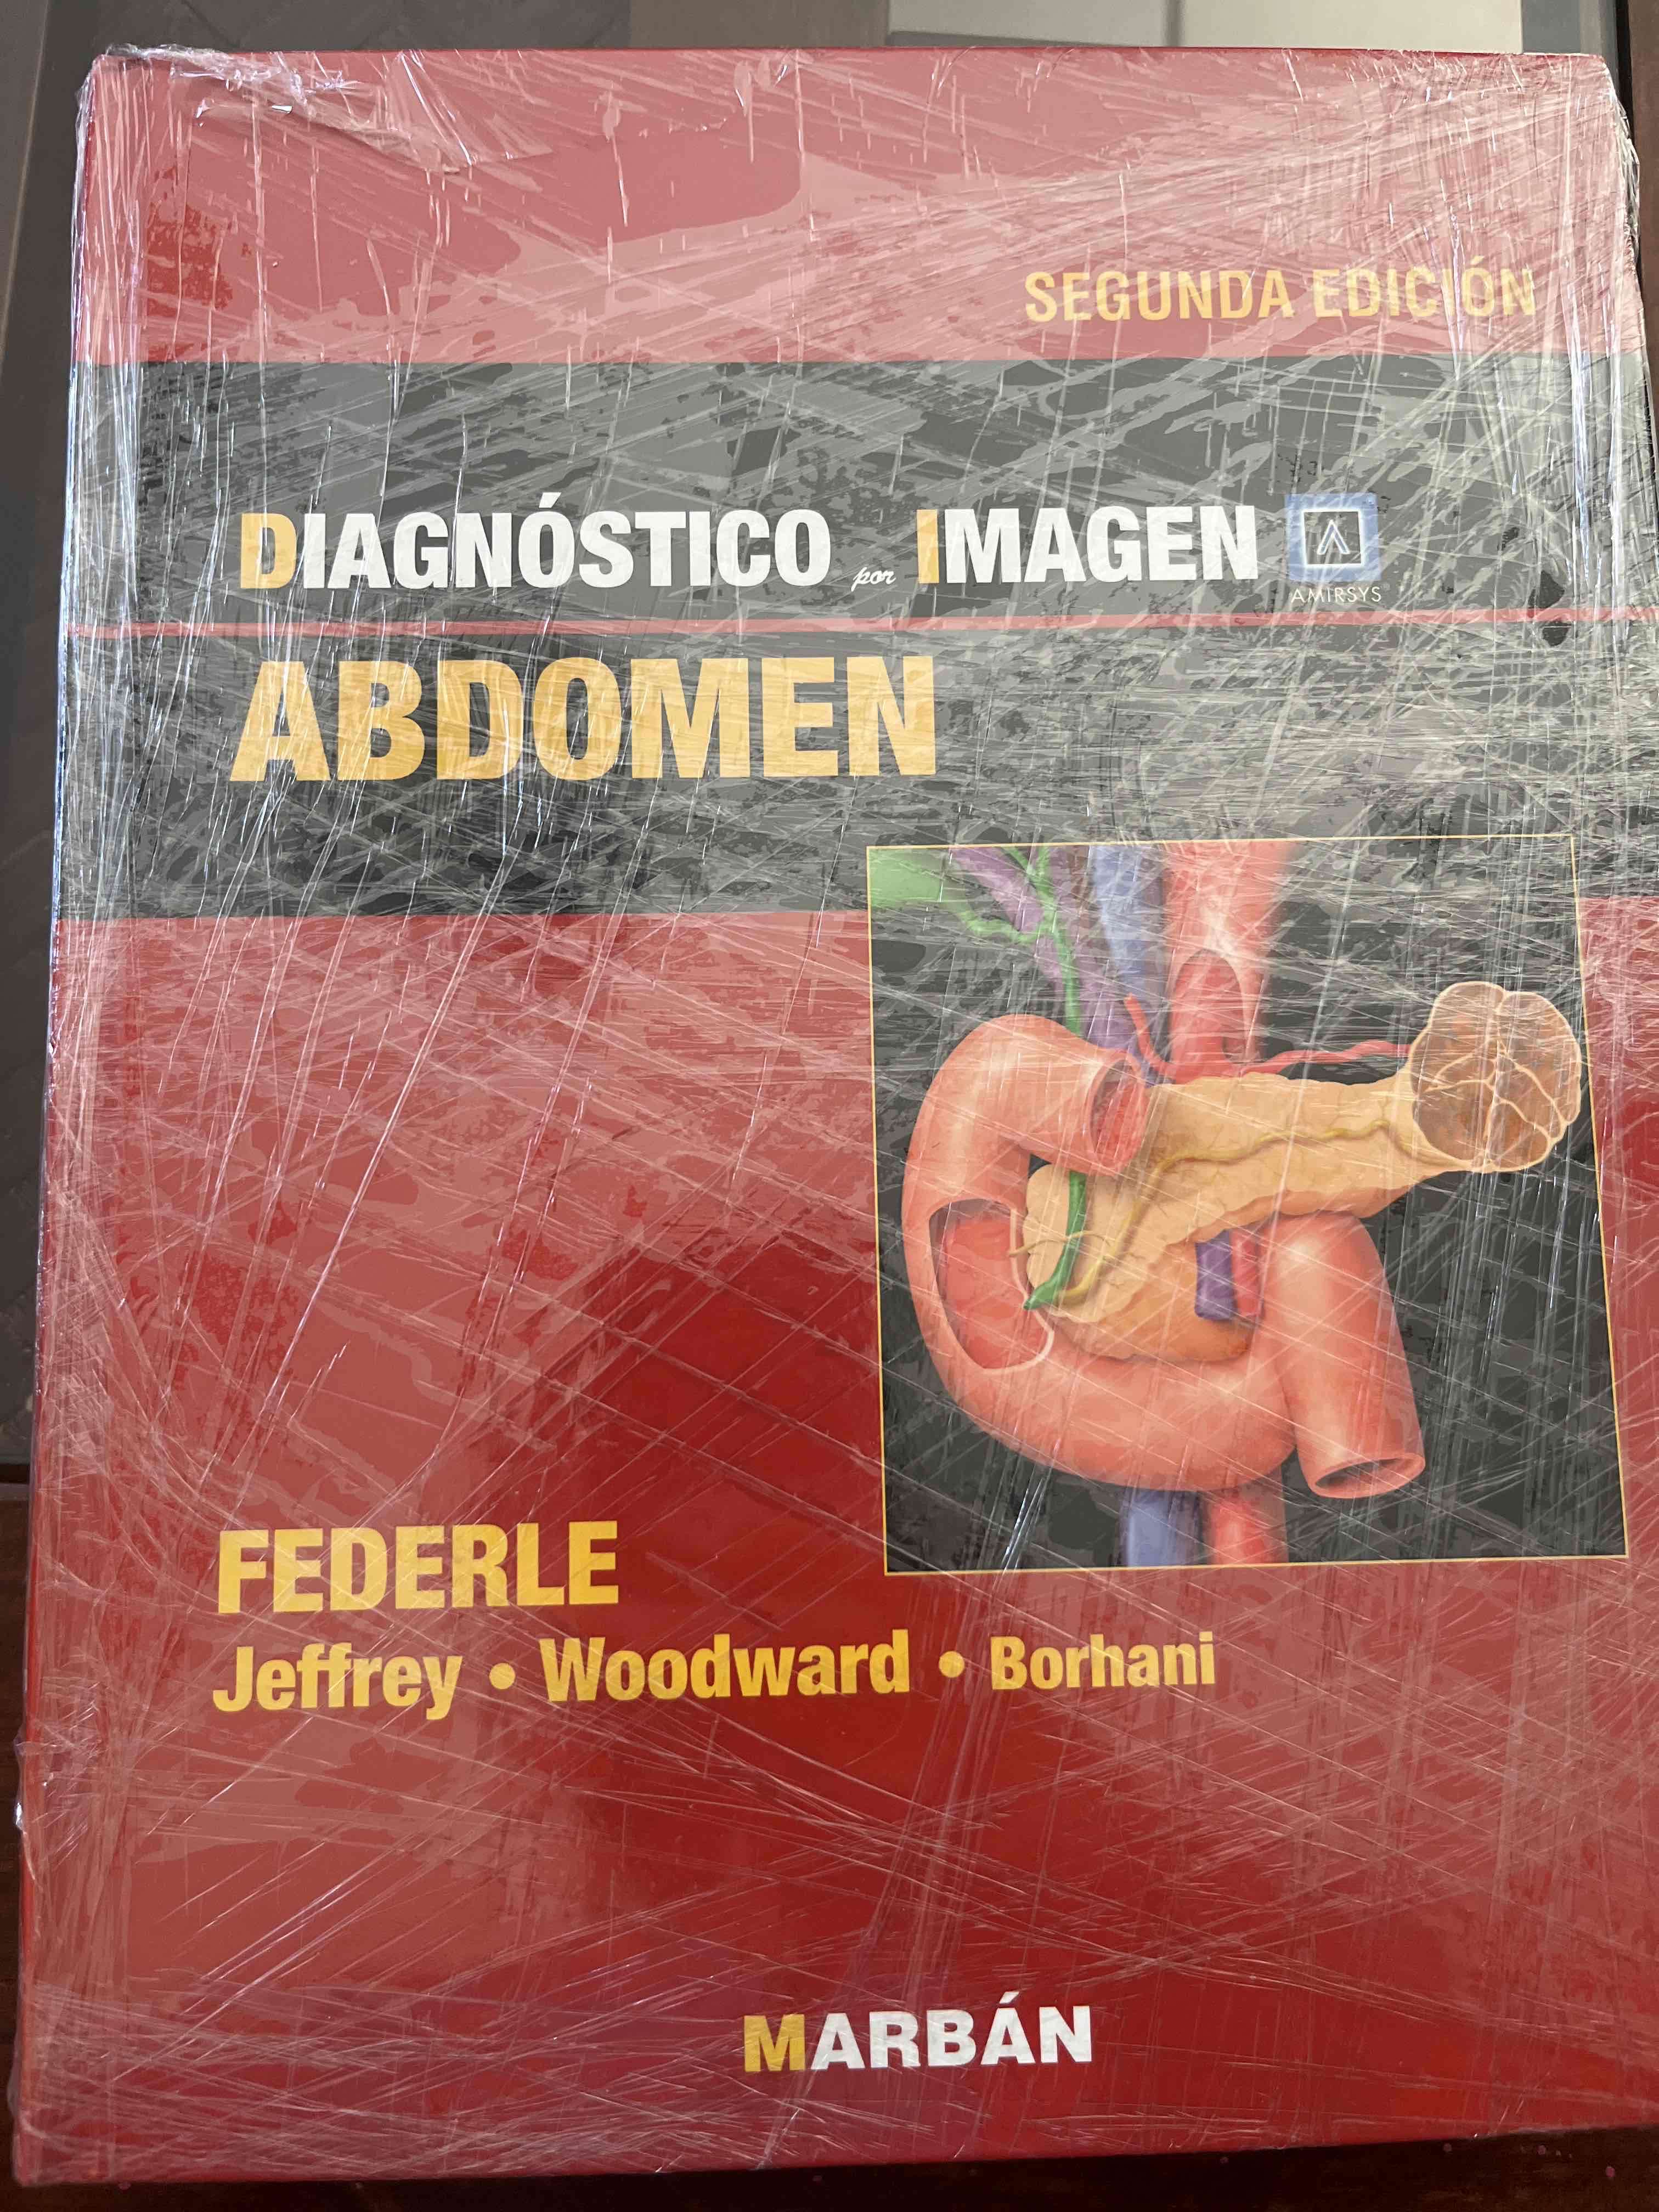 SEGUNDA EDICIÓN
DIAGNÓSTICO por IMAGEN
AMIRSYS
ABDOMEN
FEDERLE
Jeffrey • Woodward • Borhani
MARBÁN